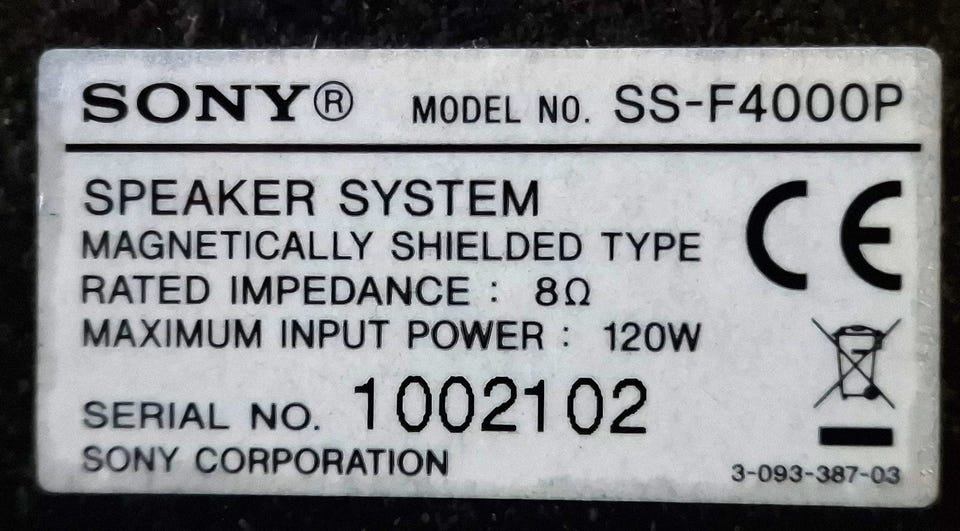 SONY® MODEL NO. SS-F4000P
SPEAKER SYSTEM
MAGNETICALLY SHIELDED TYPE
RATED IMPEDANCE : 8Ω
MAXIMUM INPUT POWER : 120W
SERIAL NO. 1002102
SONY CORPORATION
3-093-387-03
CE